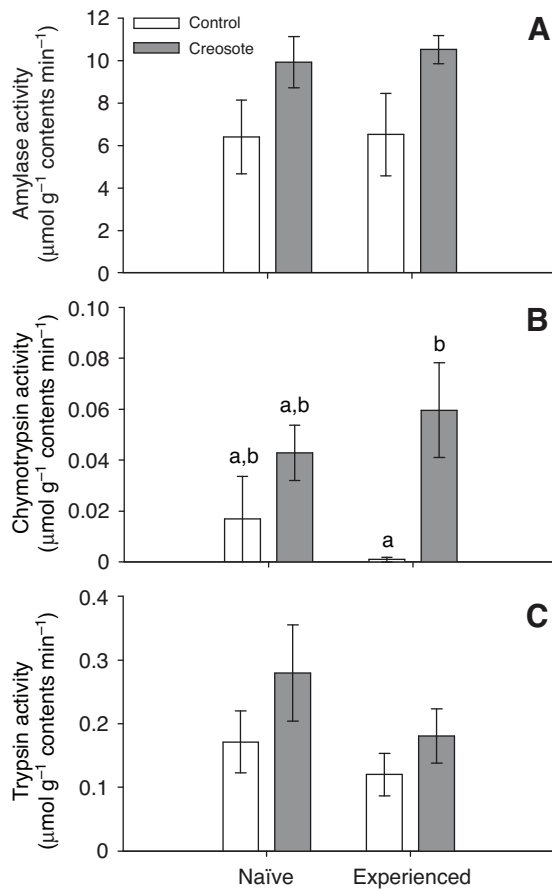 Control
Creosote
A
Amylase activity
(μmol g⁻¹ contents min⁻¹)
12
10
8
6
4
2
0
B
Chymotrypsin activity
(μmol g⁻¹ contents min⁻¹)
0.10
0.08
0.06
0.04
0.02
0
a,b
a,b
a
b
C
Trypsin activity
(μmol g⁻¹ contents min⁻¹)
0.4
0.3
0.2
0.1
0
Naïve
Experienced